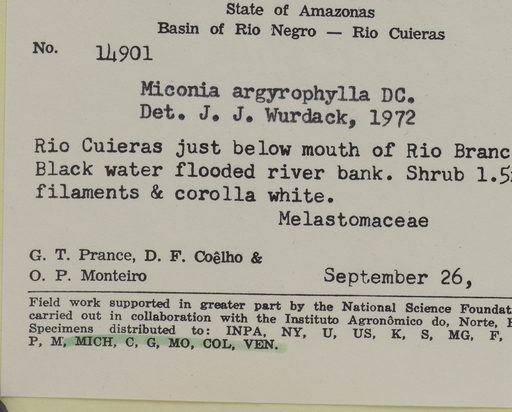 State of Amazonas
Basin of Rio Negro — Rio Cuieras
No. 14901
Miconia argyrophylla DC.
Det. J. J. Wurdack, 1972
Rio Cuieras just below mouth of Rio Branc
Black water flooded river bank. Shrub 1.5
filaments & corolla white.
Melastomaceae
G. T. Prance, D. F. Coêlho &
O. P. Monteiro
September 26,
Field work supported in greater part by the National Science Foundat
carried out in collaboration with the Instituto Agronômico do, Norte,
Specimens distributed to: INPA, NY, U, US, K, S, MG, F,
P, M, MICH, C, G, MO, COL, VEN.